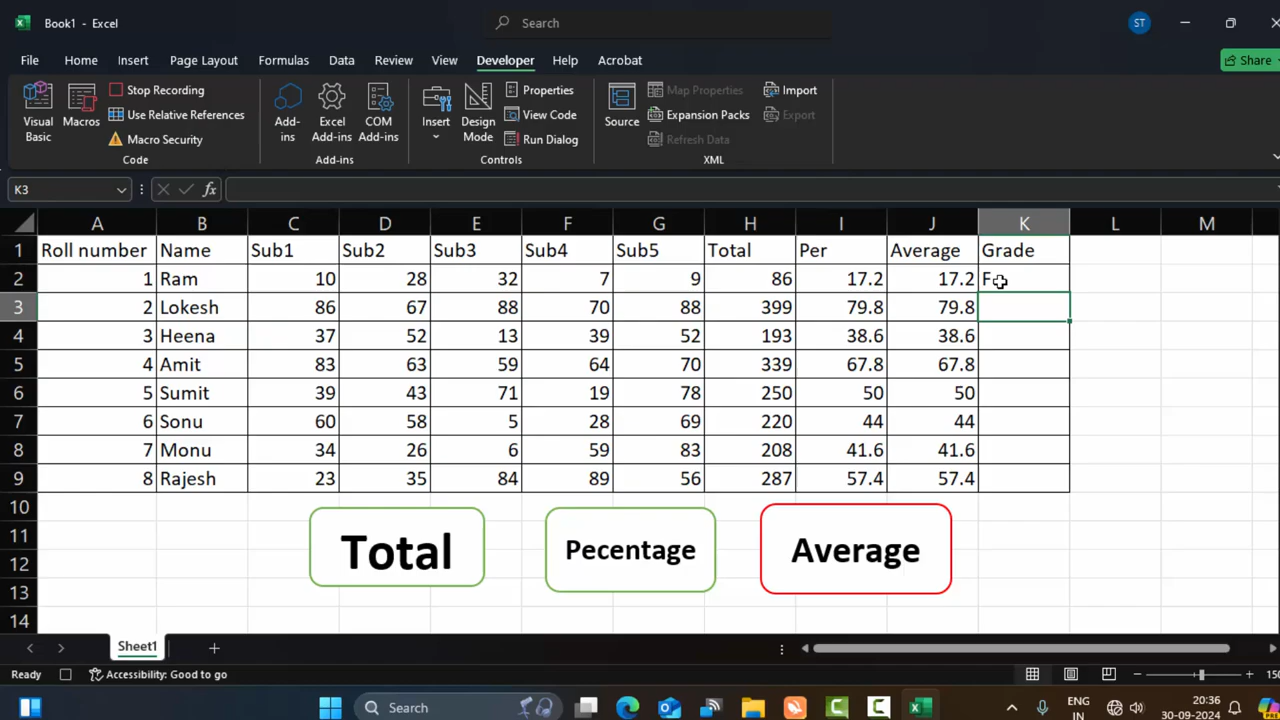 Book1 - Excel
Search
ST
File Home Insert Page Layout Formulas Data Review View Developer Help Acrobat
Share
Visual Basic
Macros
Stop Recording
Use Relative References
Macro Security
Code
Add-ins
Excel Add-ins
COM Add-ins
Add-ins
Insert
Design Mode
Properties
View Code
Run Dialog
Controls
Source
Map Properties
Expansion Packs
Refresh Data
Import
Export
XML
K3
fx
A B C D E F G H I J K L M
1 Roll number Name Sub1 Sub2 Sub3 Sub4 Sub5 Total Per Average Grade
2 1 Ram 10 28 32 7 9 86 17.2 17.2 F
3 2 Lokesh 86 67 88 70 88 399 79.8 79.8
4 3 Heena 37 52 13 39 52 193 38.6 38.6
5 4 Amit 83 63 59 64 70 339 67.8 67.8
6 5 Sumit 39 43 71 19 78 250 50 50
7 6 Sonu 60 58 5 28 69 220 44 44
8 7 Monu 34 26 6 59 83 208 41.6 41.6
9 8 Rajesh 23 35 84 89 56 287 57.4 57.4
10
11
12
13
14
Total
Pecentage
Average
Sheet1
Ready
Accessibility: Good to go
150
Search
ENG
IN
20:36
30-09-2024
PRE